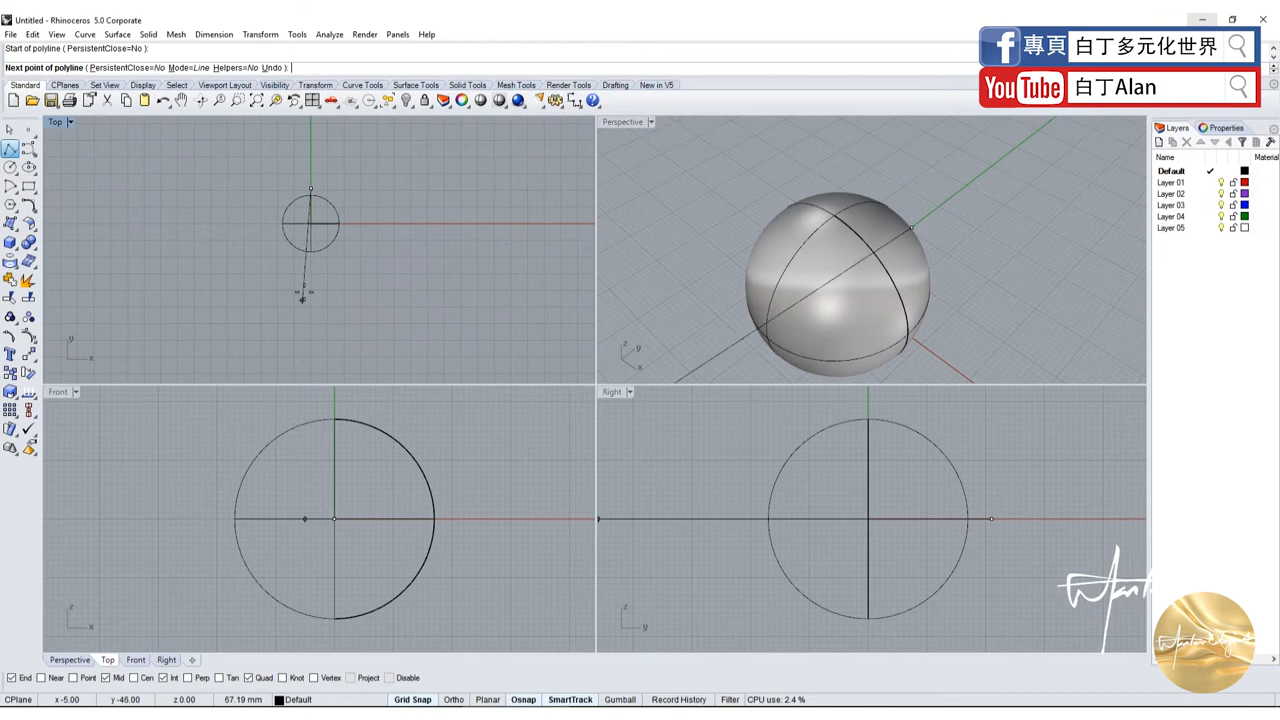 Untitled - Rhinoceros 5.0 Corporate
File Edit View Curve Surface Solid Mesh Dimension Transform Tools Analyze Render Panels Help
Start of polyline ( PersistentClose=No ):
Next point of polyline ( PersistentClose=No Mode=Line Helpers=No Undo ):
f 專頁 白丁多元化世界
YouTube 白丁Alan
Standard CPlanes Set View Display Select Viewport Layout Visibility Transform Curve Tools Surface Tools Solid Tools Mesh Tools Render Tools Drafting New in V5
Top
Perspective
Layers Properties
Name Material
Default
Layer 01
Layer 02
Layer 03
Layer 04
Layer 05
y x
z y x
Front
Right
z x
z y
Perspective Top Front Right
End Near Point Mid Cen Int Perp Tan Quad Knot Vertex Project Disable
CPlane x -5.00 y -46.00 z 0.00 67.19 mm Default Grid Snap Ortho Planar Osnap SmartTrack Gumball Record History Filter CPU use: 2.4 %